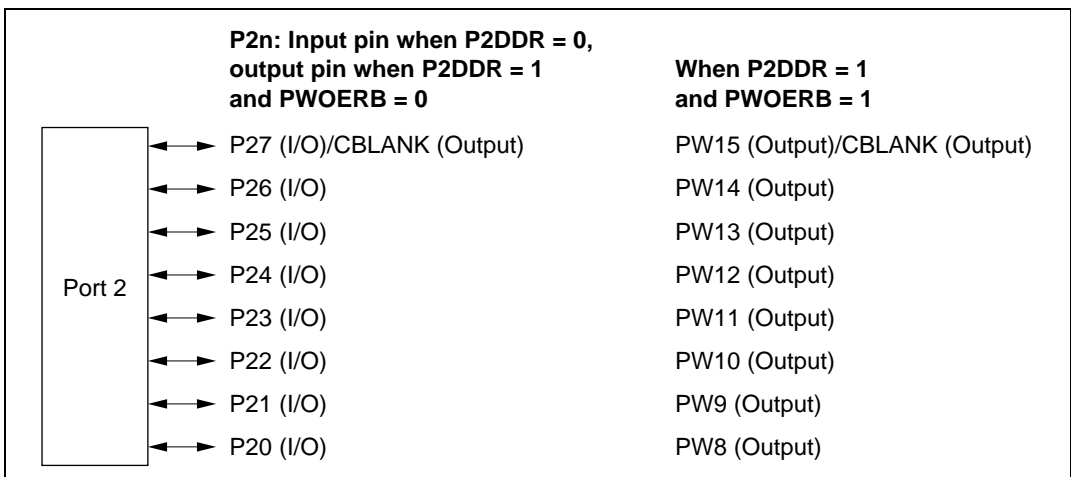 P2n: Input pin when P2DDR = 0,
output pin when P2DDR = 1
and PWOERB = 0
When P2DDR = 1
and PWOERB = 1
Port 2
P27 (I/O)/CBLANK (Output) PW15 (Output)/CBLANK (Output)
P26 (I/O) PW14 (Output)
P25 (I/O) PW13 (Output)
P24 (I/O) PW12 (Output)
P23 (I/O) PW11 (Output)
P22 (I/O) PW10 (Output)
P21 (I/O) PW9 (Output)
P20 (I/O) PW8 (Output)